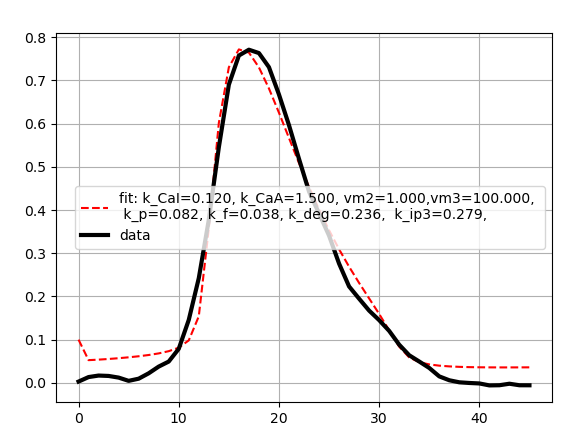 0.8
0.7
0.6
0.5
0.4
0.3
0.2
0.1
0.0
fit: k_CaI=0.120, k_CaA=1.500, vm2=1.000,vm3=100.000,
k_p=0.082, k_f=0.038, k_deg=0.236,  k_ip3=0.279,
data
0 10 20 30 40